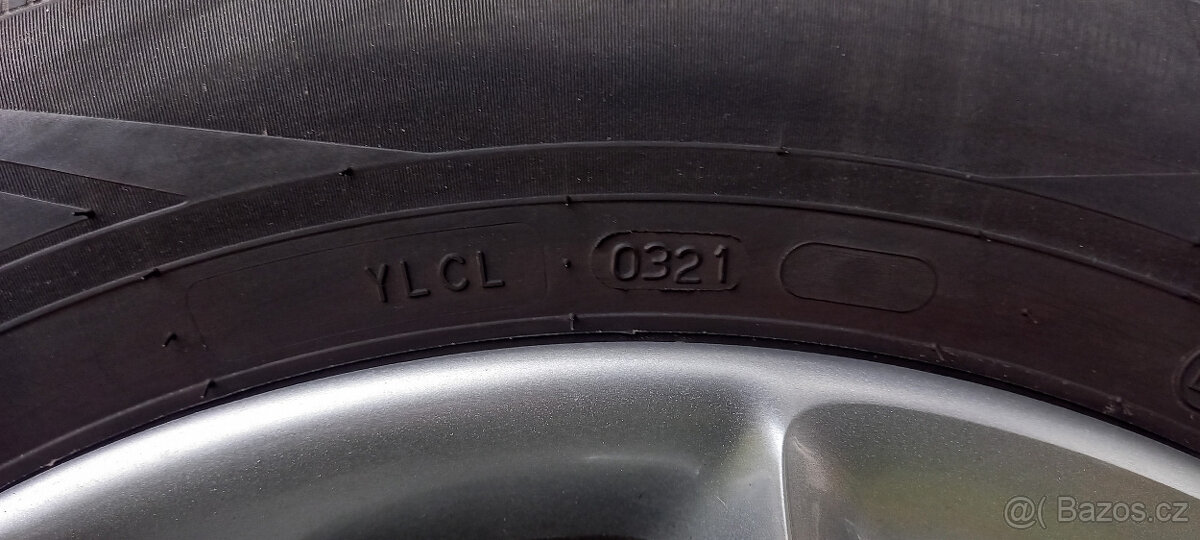 YLCL 0321
@( Bazos.cz